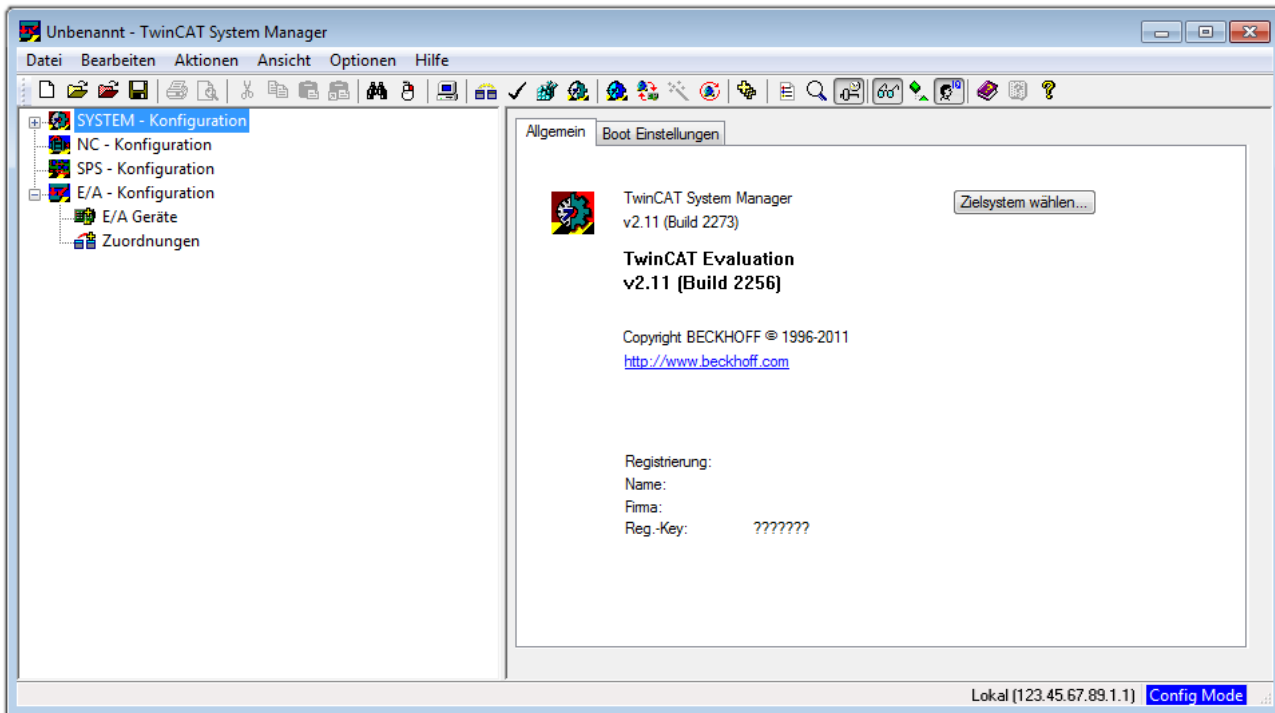 Unbenannt - TwinCAT System Manager
Datei Bearbeiten Aktionen Ansicht Optionen Hilfe
SYSTEM - Konfiguration
NC - Konfiguration
SPS - Konfiguration
E/A - Konfiguration
E/A Geräte
Zuordnungen
Allgemein Boot Einstellungen
TwinCAT System Manager
v2.11 (Build 2273)
Zielsystem wählen...
TwinCAT Evaluation
v2.11 (Build 2256)
Copyright BECKHOFF © 1996-2011
http://www.beckhoff.com
Registrierung:
Name:
Firma:
Reg.-Key: ???????
Lokal (123.45.67.89.1.1) Config Mode